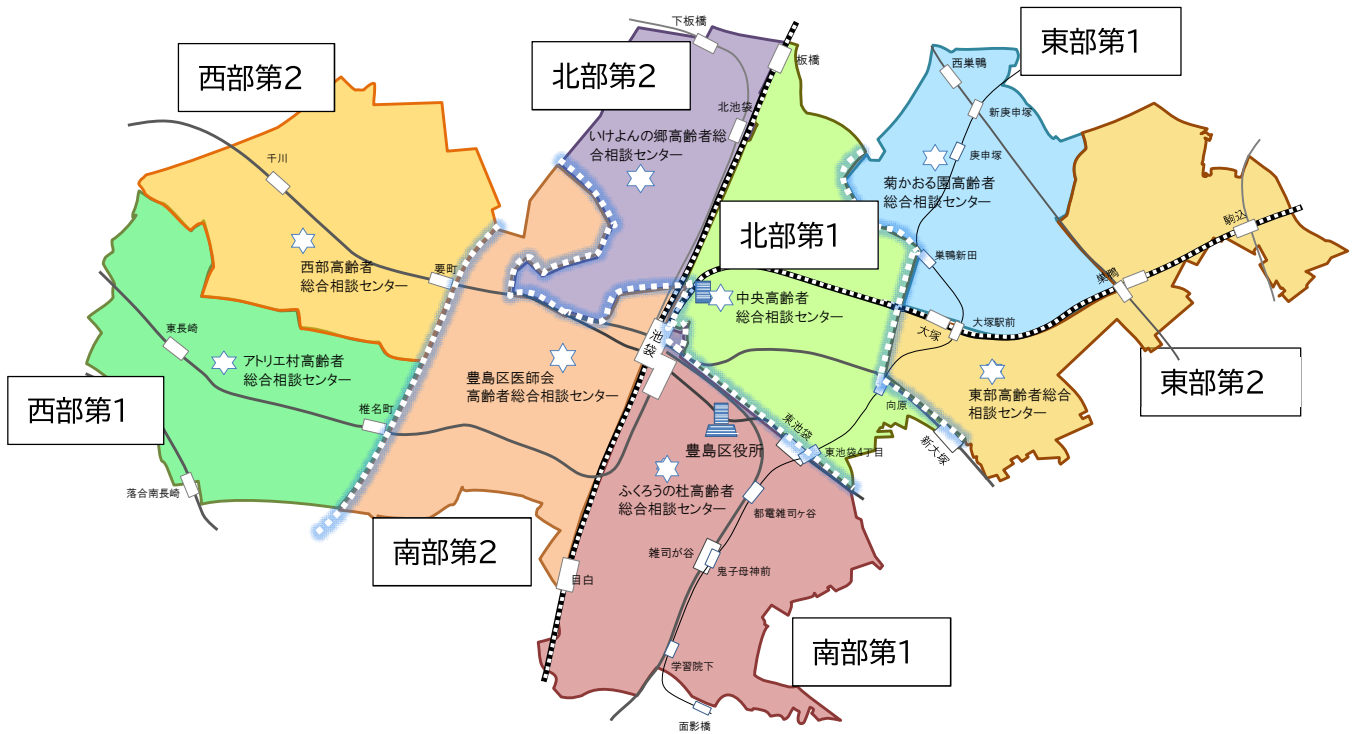 下板橋
東部第1
西部第2
北部第2
板橋
西巣鴨
北池袋
新庚申塚
いけよんの郷高齢者総
合相談センター
庚申塚
千川
菊かおる園高齢者
総合相談センター
駒込
北部第1
西部高齢者
総合相談センター
要町
巣鴨新田
巣鴨
中央高齢者
総合相談センター
東長崎
大塚
大塚駅前
池袋
アトリエ村高齢者
総合相談センター
豊島区医師会
高齢者総合相談センター
東部高齢者総合
相談センター
東部第2
西部第1
椎名町
向原
東池袋
新大塚
豊島区役所
東池袋4丁目
落合南長崎
ふくろうの杜高齢者
総合相談センター
都電雑司ヶ谷
南部第2
雑司が谷
鬼子母神前
目白
南部第1
学習院下
面影橋